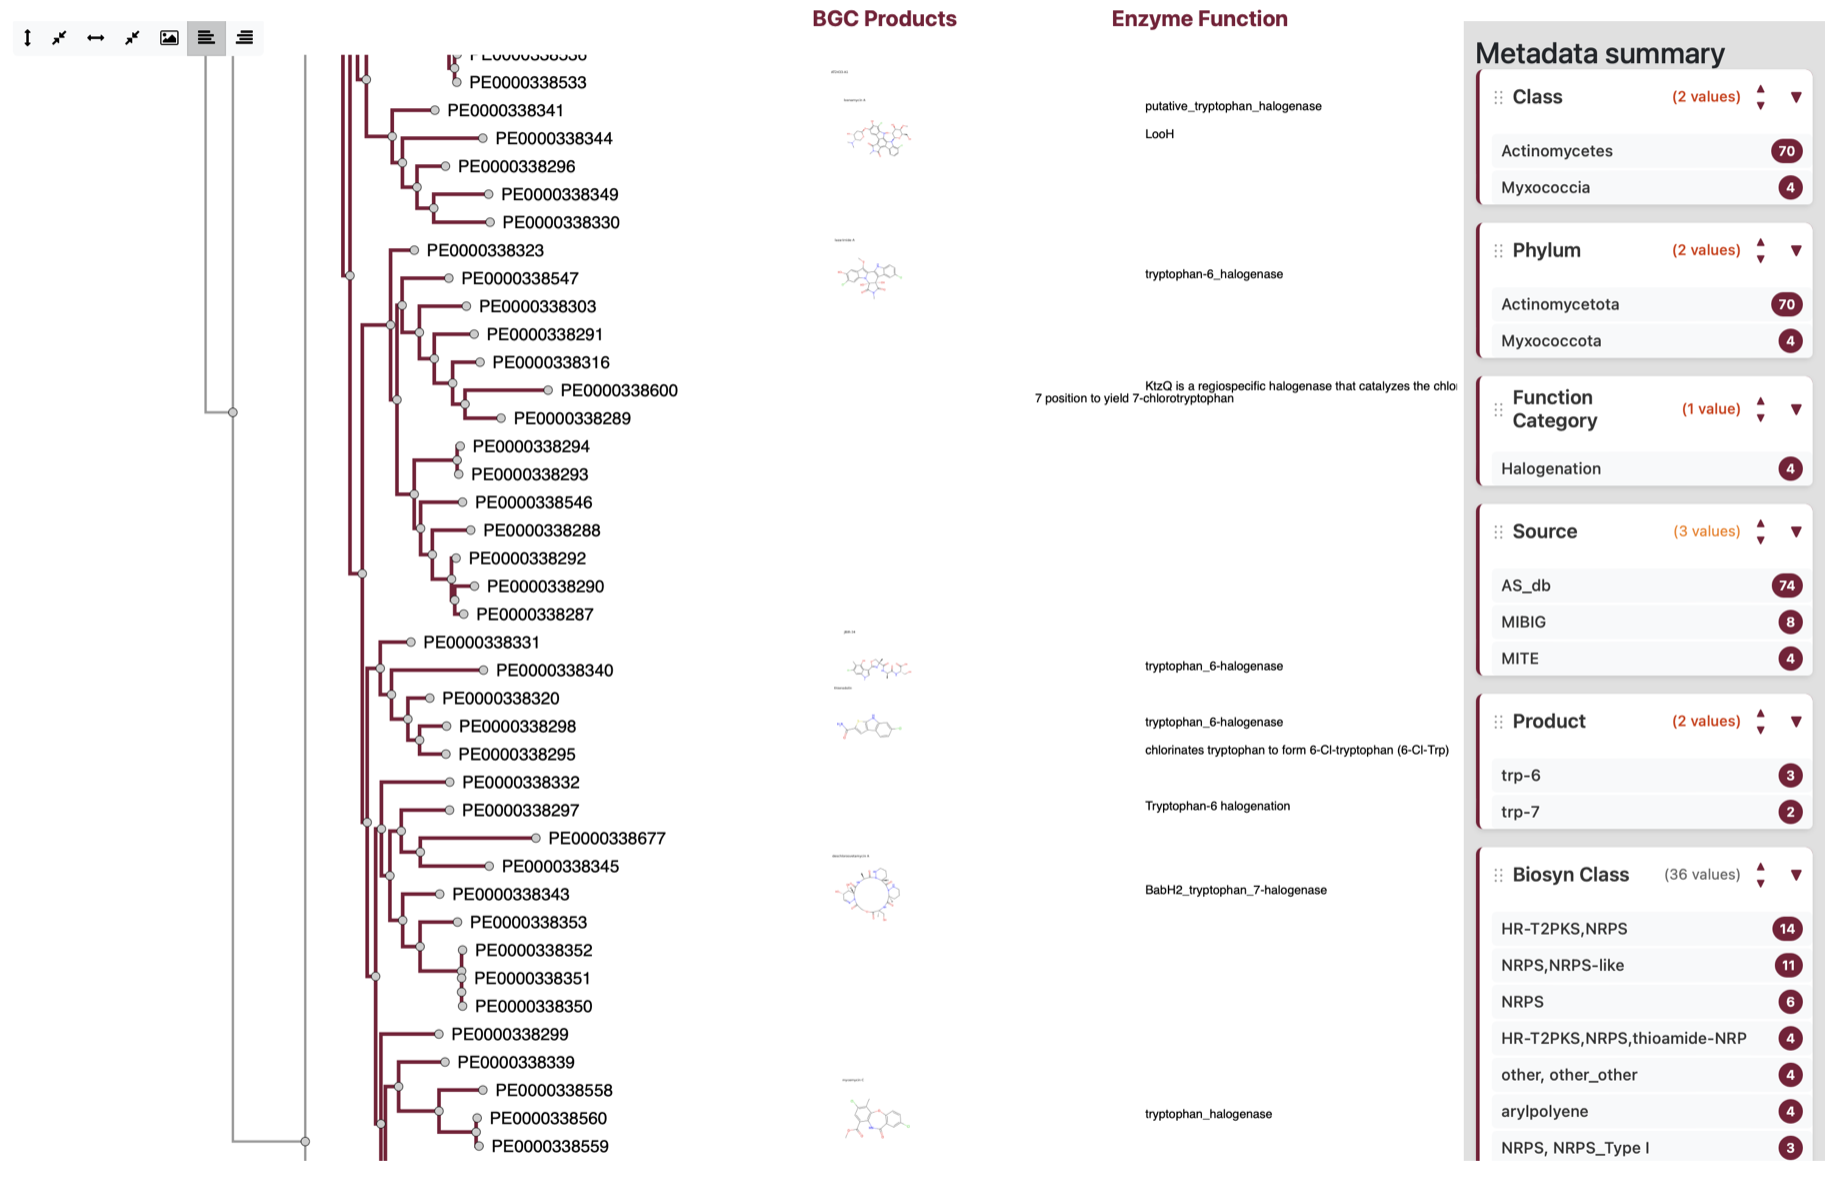 BGC Products
Enzyme Function
Metadata summary
PE0000338533
PE0000338341
putative_tryptophan_halogenase
PE0000338344
LooH
PE0000338296
PE0000338349
PE0000338330
PE0000338323
PE0000338547
tryptophan-6_halogenase
PE0000338303
PE0000338291
PE0000338316
PE0000338600
KtzQ is a regiospecific halogenase that catalyzes the chlo
7 position to yield 7-chlorotryptophan
PE0000338289
PE0000338294
PE0000338293
PE0000338546
PE0000338288
PE0000338292
PE0000338290
PE0000338287
PE0000338331
PE0000338340
tryptophan_6-halogenase
PE0000338320
PE0000338298
tryptophan_6-halogenase
PE0000338295
chlorinates tryptophan to form 6-Cl-tryptophan (6-Cl-Trp)
PE0000338332
PE0000338297
Tryptophan-6 halogenation
PE0000338677
PE0000338345
PE0000338343
BabH2_tryptophan_7-halogenase
PE0000338353
PE0000338352
PE0000338351
PE0000338350
PE0000338299
PE0000338339
PE0000338558
PE0000338560
tryptophan_halogenase
PE0000338559
Class (2 values)
Actinomycetes 70
Myxococcia 4
Phylum (2 values)
Actinomycetota 70
Myxococcota 4
Function
Category (1 value)
Halogenation 4
Source (3 values)
AS_db 74
MIBIG 8
MITE 4
Product (2 values)
trp-6 3
trp-7 2
Biosyn Class (36 values)
HR-T2PKS,NRPS 14
NRPS,NRPS-like 11
NRPS 6
HR-T2PKS,NRPS,thioamide-NRP 4
other, other_other 4
arylpolyene 4
NRPS, NRPS_Type I 3